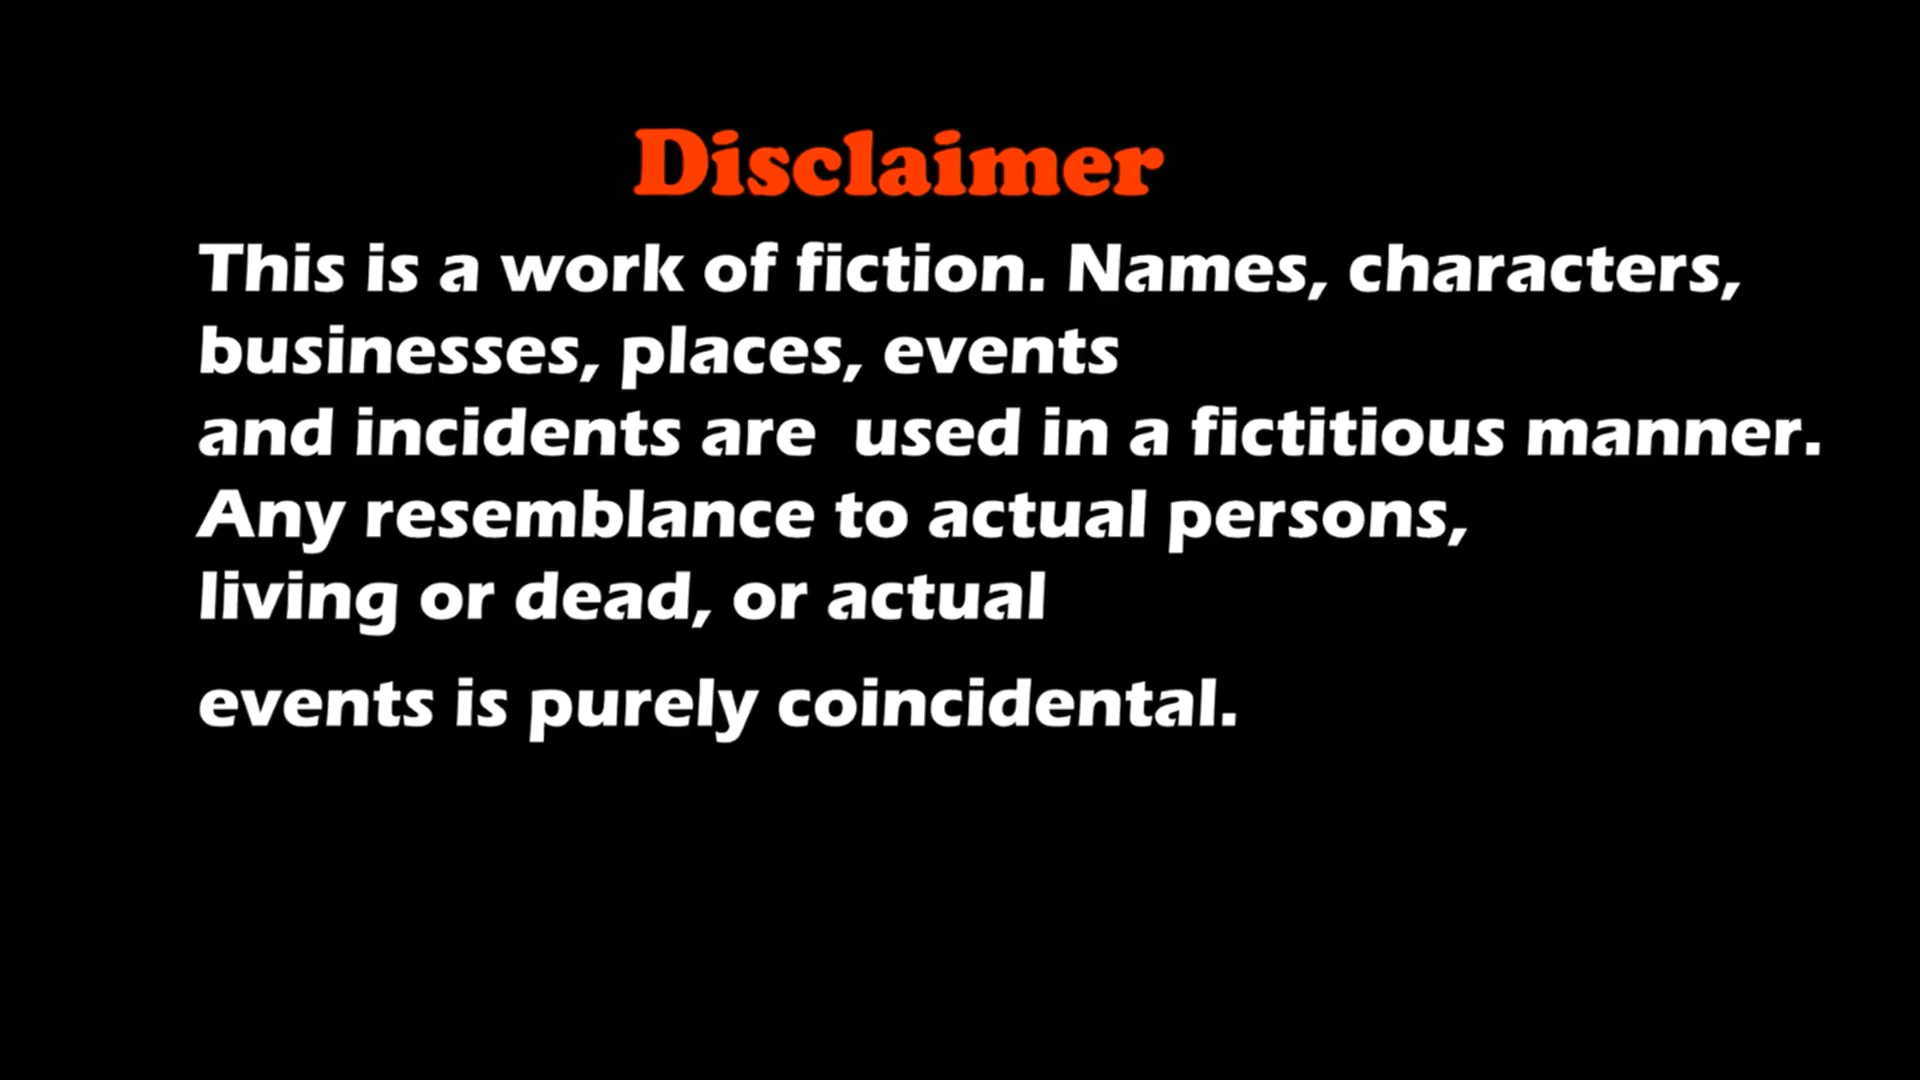 Disclaimer
This is a work of fiction. Names, characters,
businesses, places, events
and incidents are  used in a fictitious manner.
Any resemblance to actual persons,
living or dead, or actual
events is purely coincidental.